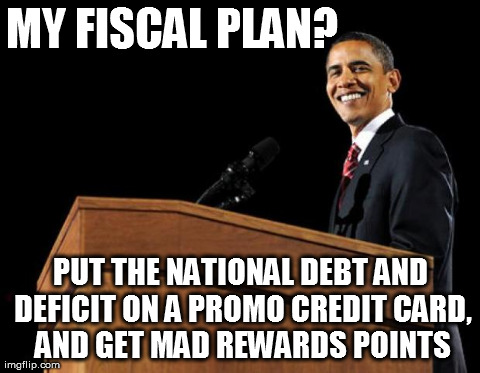 MY FISCAL PLAN?
PUT THE NATIONAL DEBT AND
DEFICIT ON A PROMO CREDIT CARD,
AND GET MAD REWARDS POINTS
imgflip.com